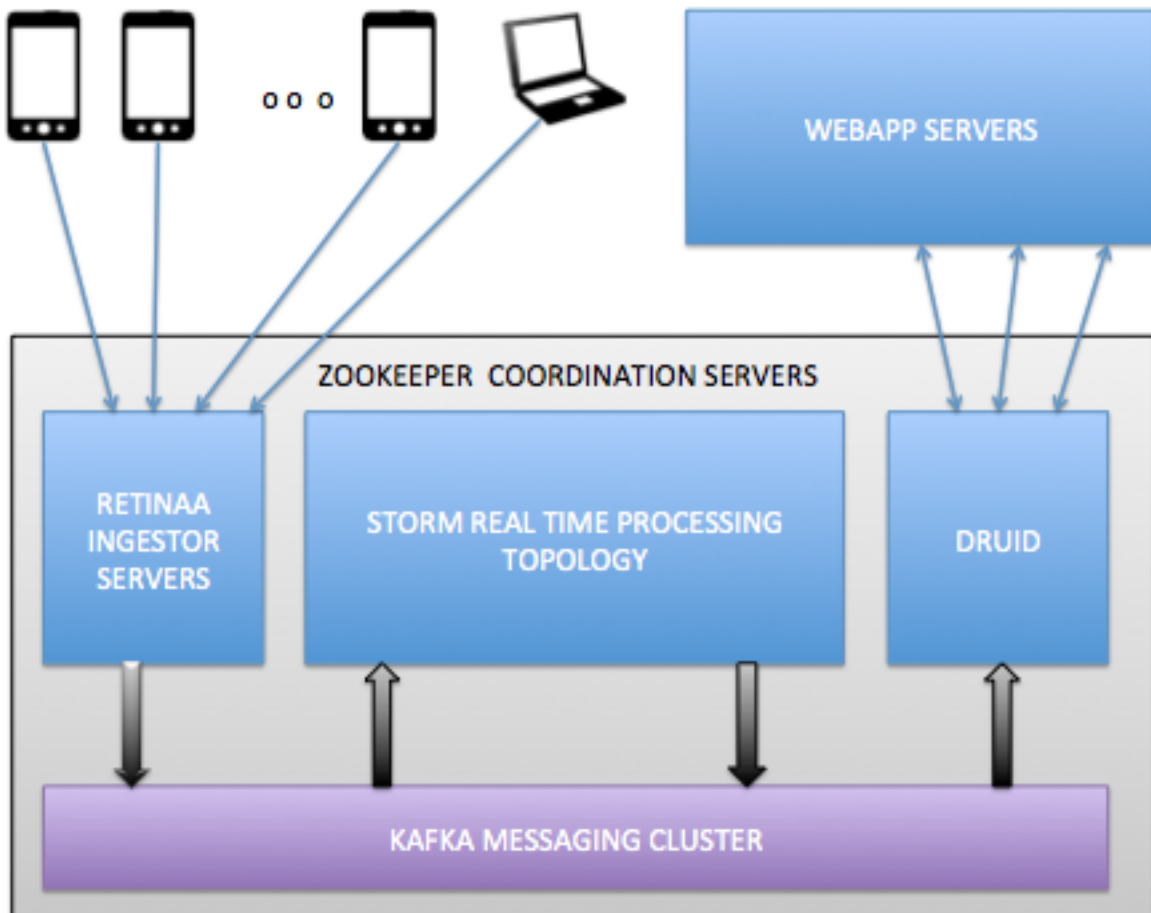 o o o
WEBAPP SERVERS
ZOOKEEPER COORDINATION SERVERS
RETINAA
INGESTOR
SERVERS
STORM REAL TIME PROCESSING
TOPOLOGY
DRUID
KAFKA MESSAGING CLUSTER